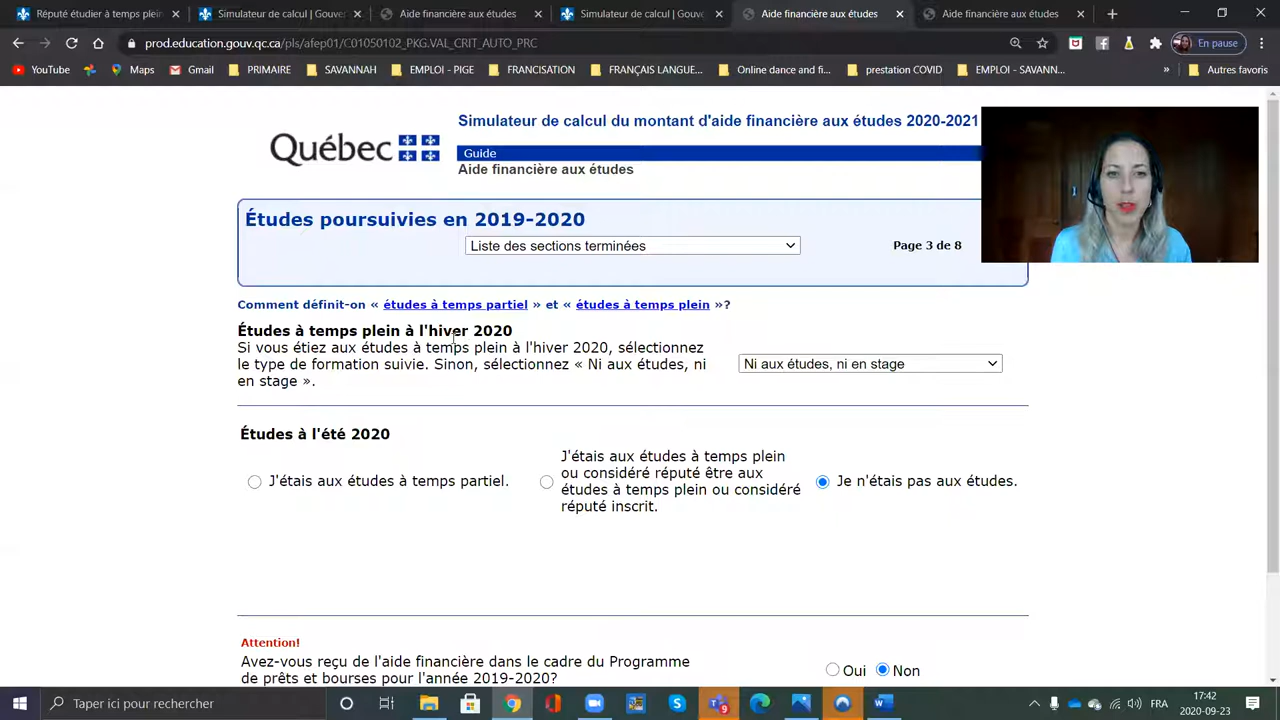 Réputé étudier à temps plein
Simulateur de calcul | Gouve
Aide financière aux études
Simulateur de calcul | Gouve
Aide financière aux études
Aide financière aux études
prod.education.gouv.qc.ca/pls/afep01/C01050102_PKG.VAL_CRIT_AUTO_PRC
En pause
YouTube
Maps
Gmail
PRIMAIRE
SAVANNAH
EMPLOI - PIGE
FRANCISATION
FRANÇAIS LANGUE...
Online dance and fi...
prestation COVID
EMPLOI - SAVANN...
Autres favoris
Québec
Simulateur de calcul du montant d'aide financière aux études 2020-2021
Guide
Aide financière aux études
Études poursuivies en 2019-2020
Liste des sections terminées
Page 3 de 8
Comment définit-on « études à temps partiel » et « études à temps plein »?
Études à temps plein à l'hiver 2020
Si vous étiez aux études à temps plein à l'hiver 2020, sélectionnez
le type de formation suivie. Sinon, sélectionnez « Ni aux études, ni
en stage ».
Ni aux études, ni en stage
Études à l'été 2020
J'étais aux études à temps partiel.
J'étais aux études à temps plein
ou considéré réputé être aux
études à temps plein ou considéré
réputé inscrit.
Je n'étais pas aux études.
Attention!
Avez-vous reçu de l'aide financière dans le cadre du Programme
de prêts et bourses pour l'année 2019-2020?
Oui
Non
Taper ici pour rechercher
9
FRA
17:42
2020-09-23